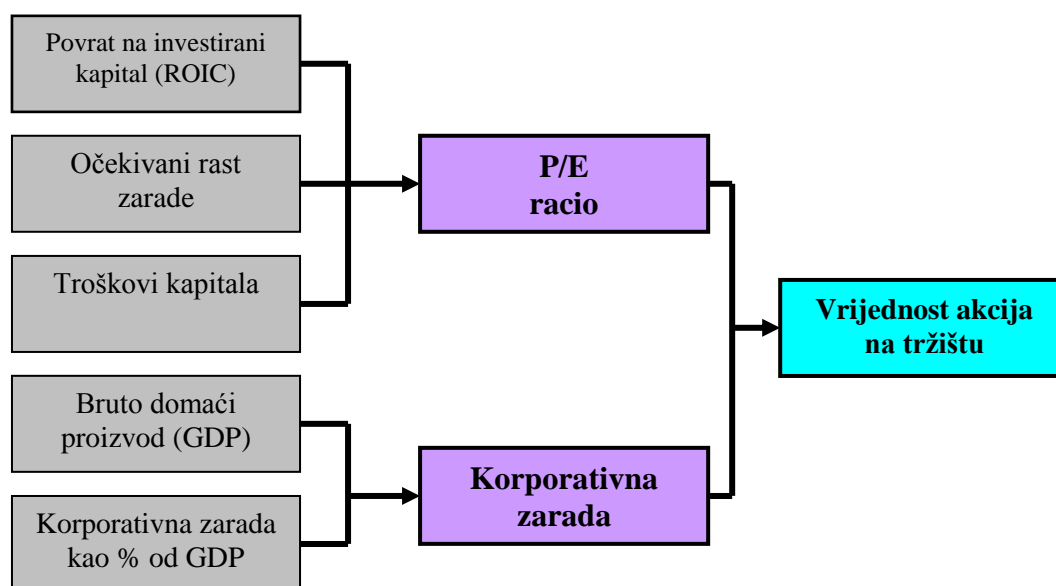 Povrat na investirani
kapital (ROIC)
Očekivani rast
zarade
Troškovi kapitala
Bruto domaći
proizvod (GDP)
Korporativna zarada
kao % od GDP
P/E
racio
Korporativna
zarada
Vrijednost akcija
na tržištu